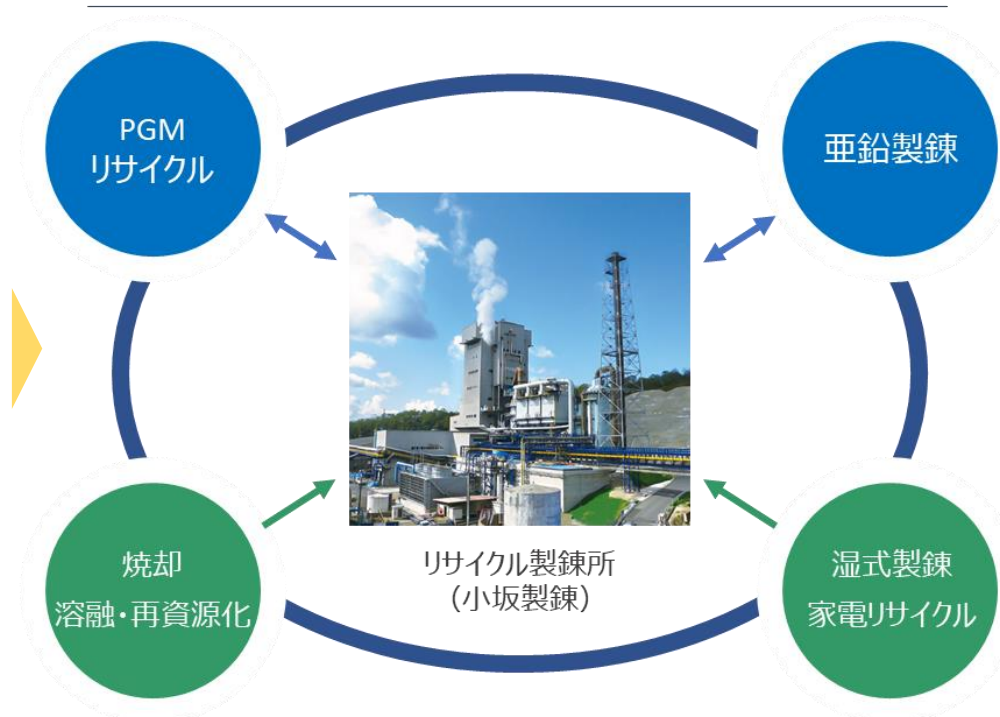 PGM
リサイクル
亜鉛製錬
リサイクル製錬所
(小坂製錬)
焼却
溶融・再資源化
湿式製錬
家電リサイクル